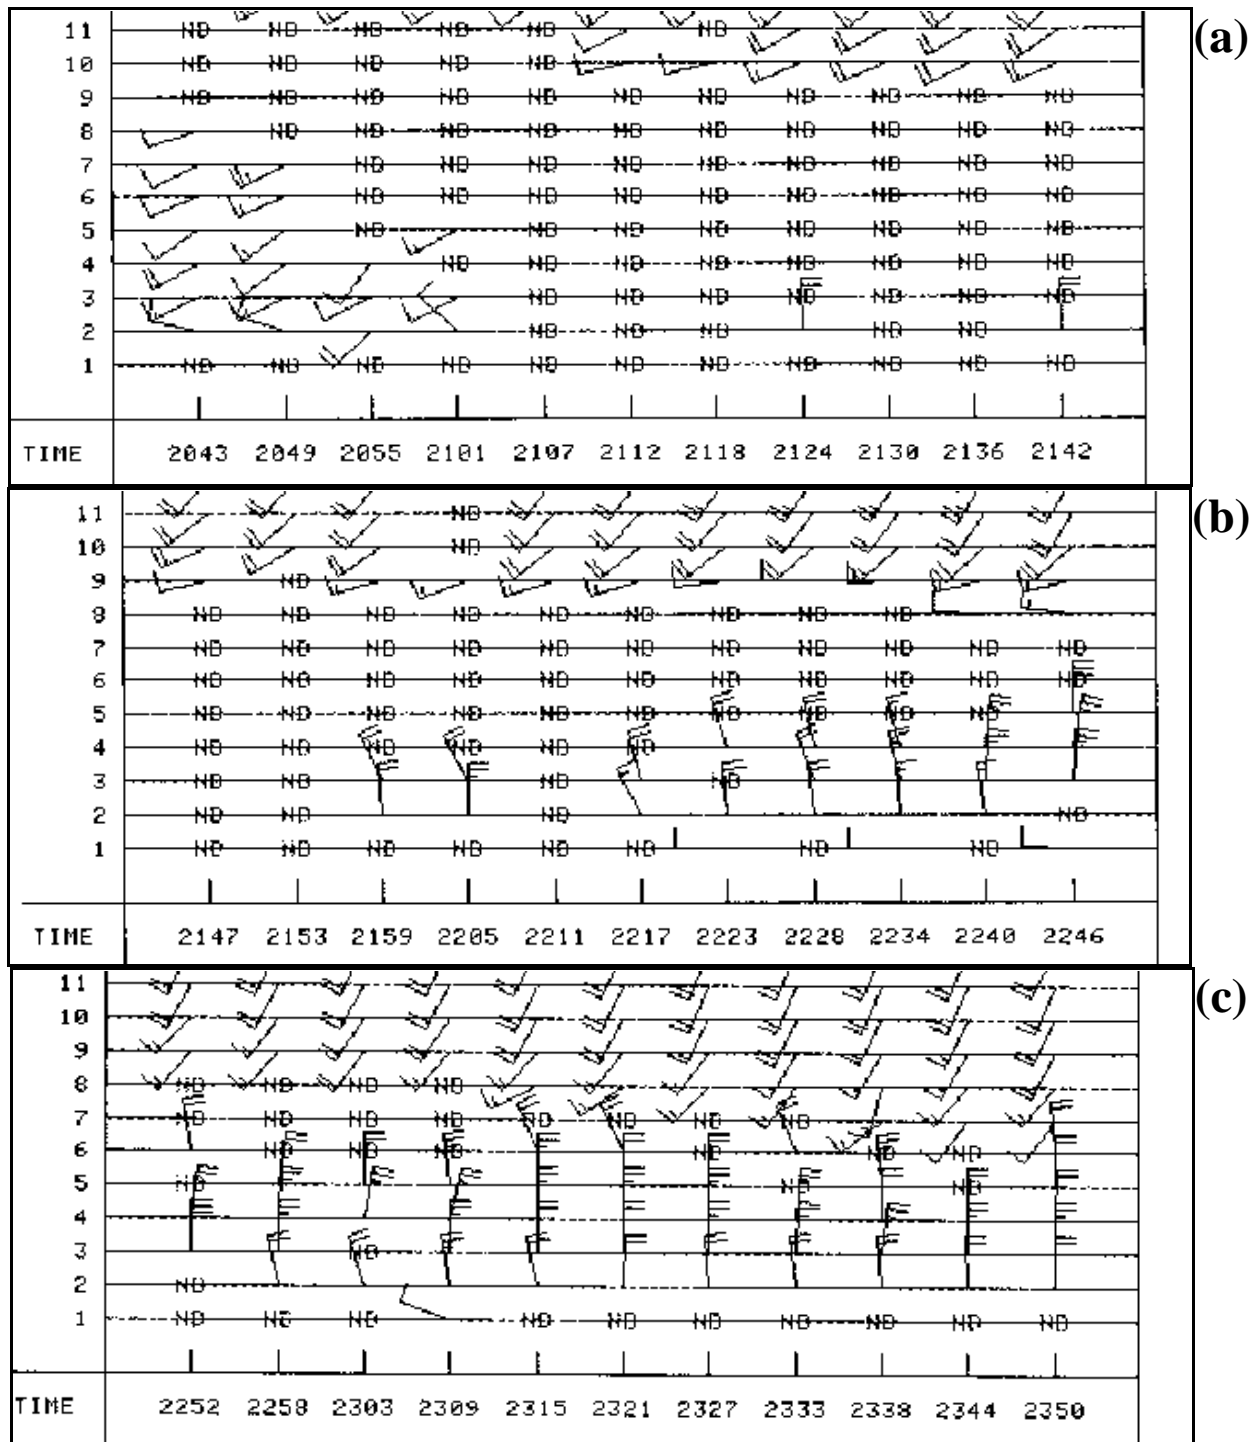 (a)
11 ND ND ND ND ND ND
10 ND ND ND ND ND
9 ND ND ND ND ND ND ND ND ND ND ND
8 ND ND ND ND ND ND ND ND ND ND
7 ND ND ND ND ND ND ND ND ND
6 ND ND ND ND ND ND ND ND ND
5 ND ND ND ND ND ND ND ND
4 ND ND ND ND ND ND ND ND
3 ND ND ND ND ND ND ND
2 ND ND ND ND ND
1 ND ND ND ND ND ND ND ND ND ND ND
TIME 2043 2049 2055 2101 2107 2112 2118 2124 2130 2136 2142
(b)
11 ND
10 ND
9 ND
8 ND ND ND ND ND ND ND ND ND
7 ND ND ND ND ND ND ND ND ND ND ND
6 ND ND ND ND ND ND ND ND ND ND ND
5 ND ND ND ND ND ND ND ND ND ND
4 ND ND ND ND ND ND
3 ND ND ND ND
2 ND ND ND ND
1 ND ND ND ND ND ND ND ND
TIME 2147 2153 2159 2205 2211 2217 2223 2228 2234 2240 2246
(c)
11
10
9
8 ND ND ND ND
7 ND ND ND ND ND ND ND ND
6 ND ND ND ND ND ND
5 ND ND ND
4
3 ND
2 ND
1 ND ND ND ND ND ND ND ND ND ND
TIME 2252 2258 2303 2309 2315 2321 2327 2333 2338 2344 2350